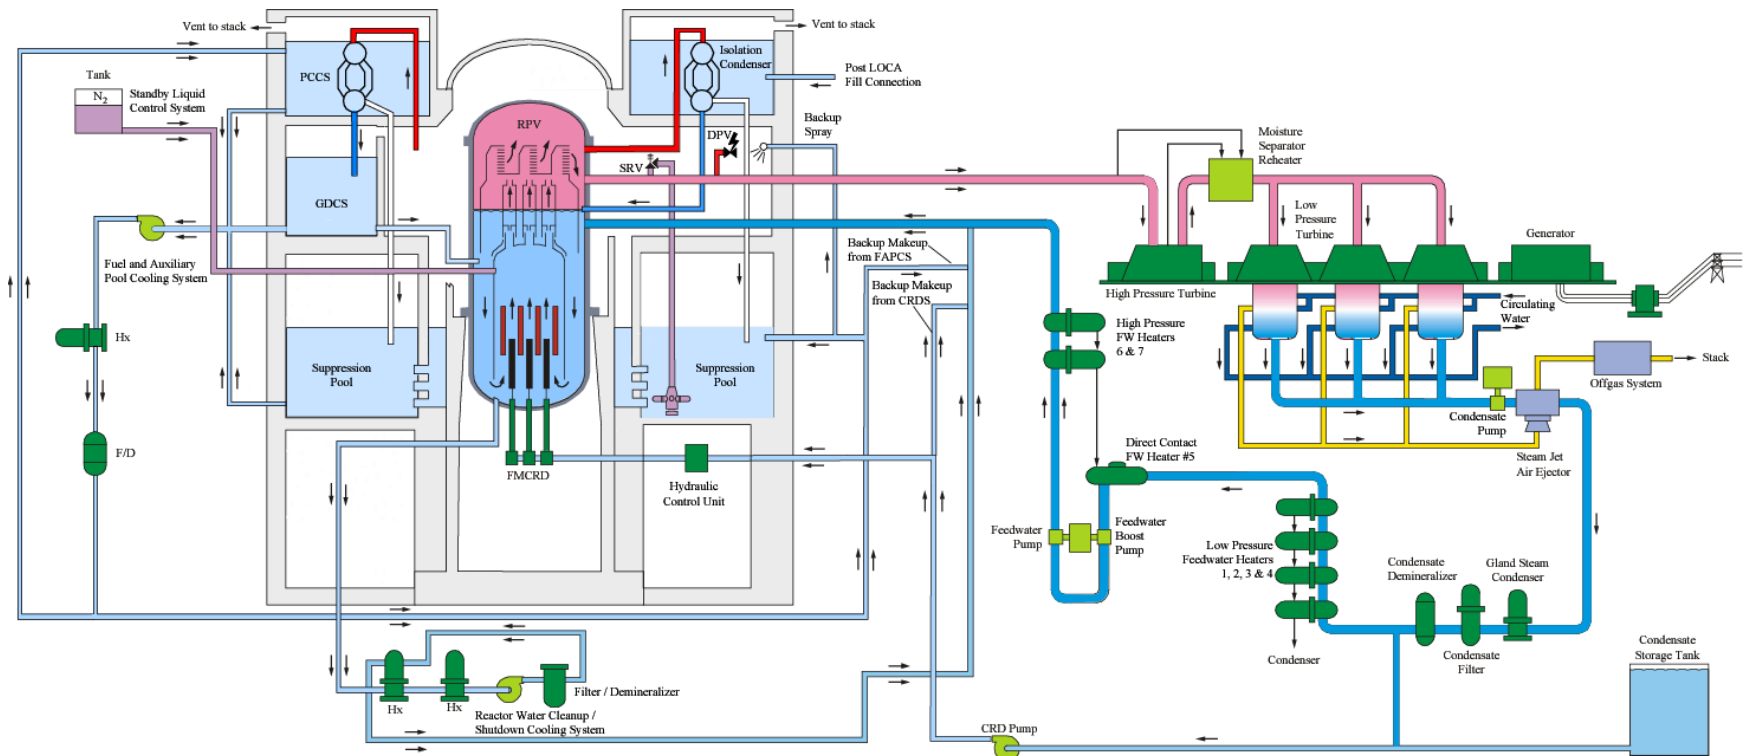 Vent to stack
Vent to stack
PCCS
Isolation
Condenser
Post LOCA
Fill Connection
Tank
N2
Standby Liquid
Control System
RPV
DPV
SRV
Backup
Spray
Moisture
Separator
Reheater
GDCS
Low
Pressure
Turbine
Generator
Fuel and Auxiliary
Pool Cooling System
Backup Makeup
from FAPCS
Backup Makeup
from CRDS
High Pressure Turbine
Circulating
Water
Hx
High Pressure
FW Heaters
6 & 7
Suppression
Pool
Suppression
Pool
Stack
Offgas System
Condensate
Pump
F/D
FMCRD
Hydraulic
Control Unit
Direct Contact
FW Heater #5
Steam Jet
Air Ejector
Feedwater
Pump
Feedwater
Boost
Pump
Low Pressure
Feedwater Heaters
1, 2, 3 & 4
Condensate
Demineralizer
Gland Steam
Condenser
Condenser
Condensate
Filter
Condensate
Storage Tank
Hx
Hx
Filter / Demineralizer
Reactor Water Cleanup /
Shutdown Cooling System
CRD Pump